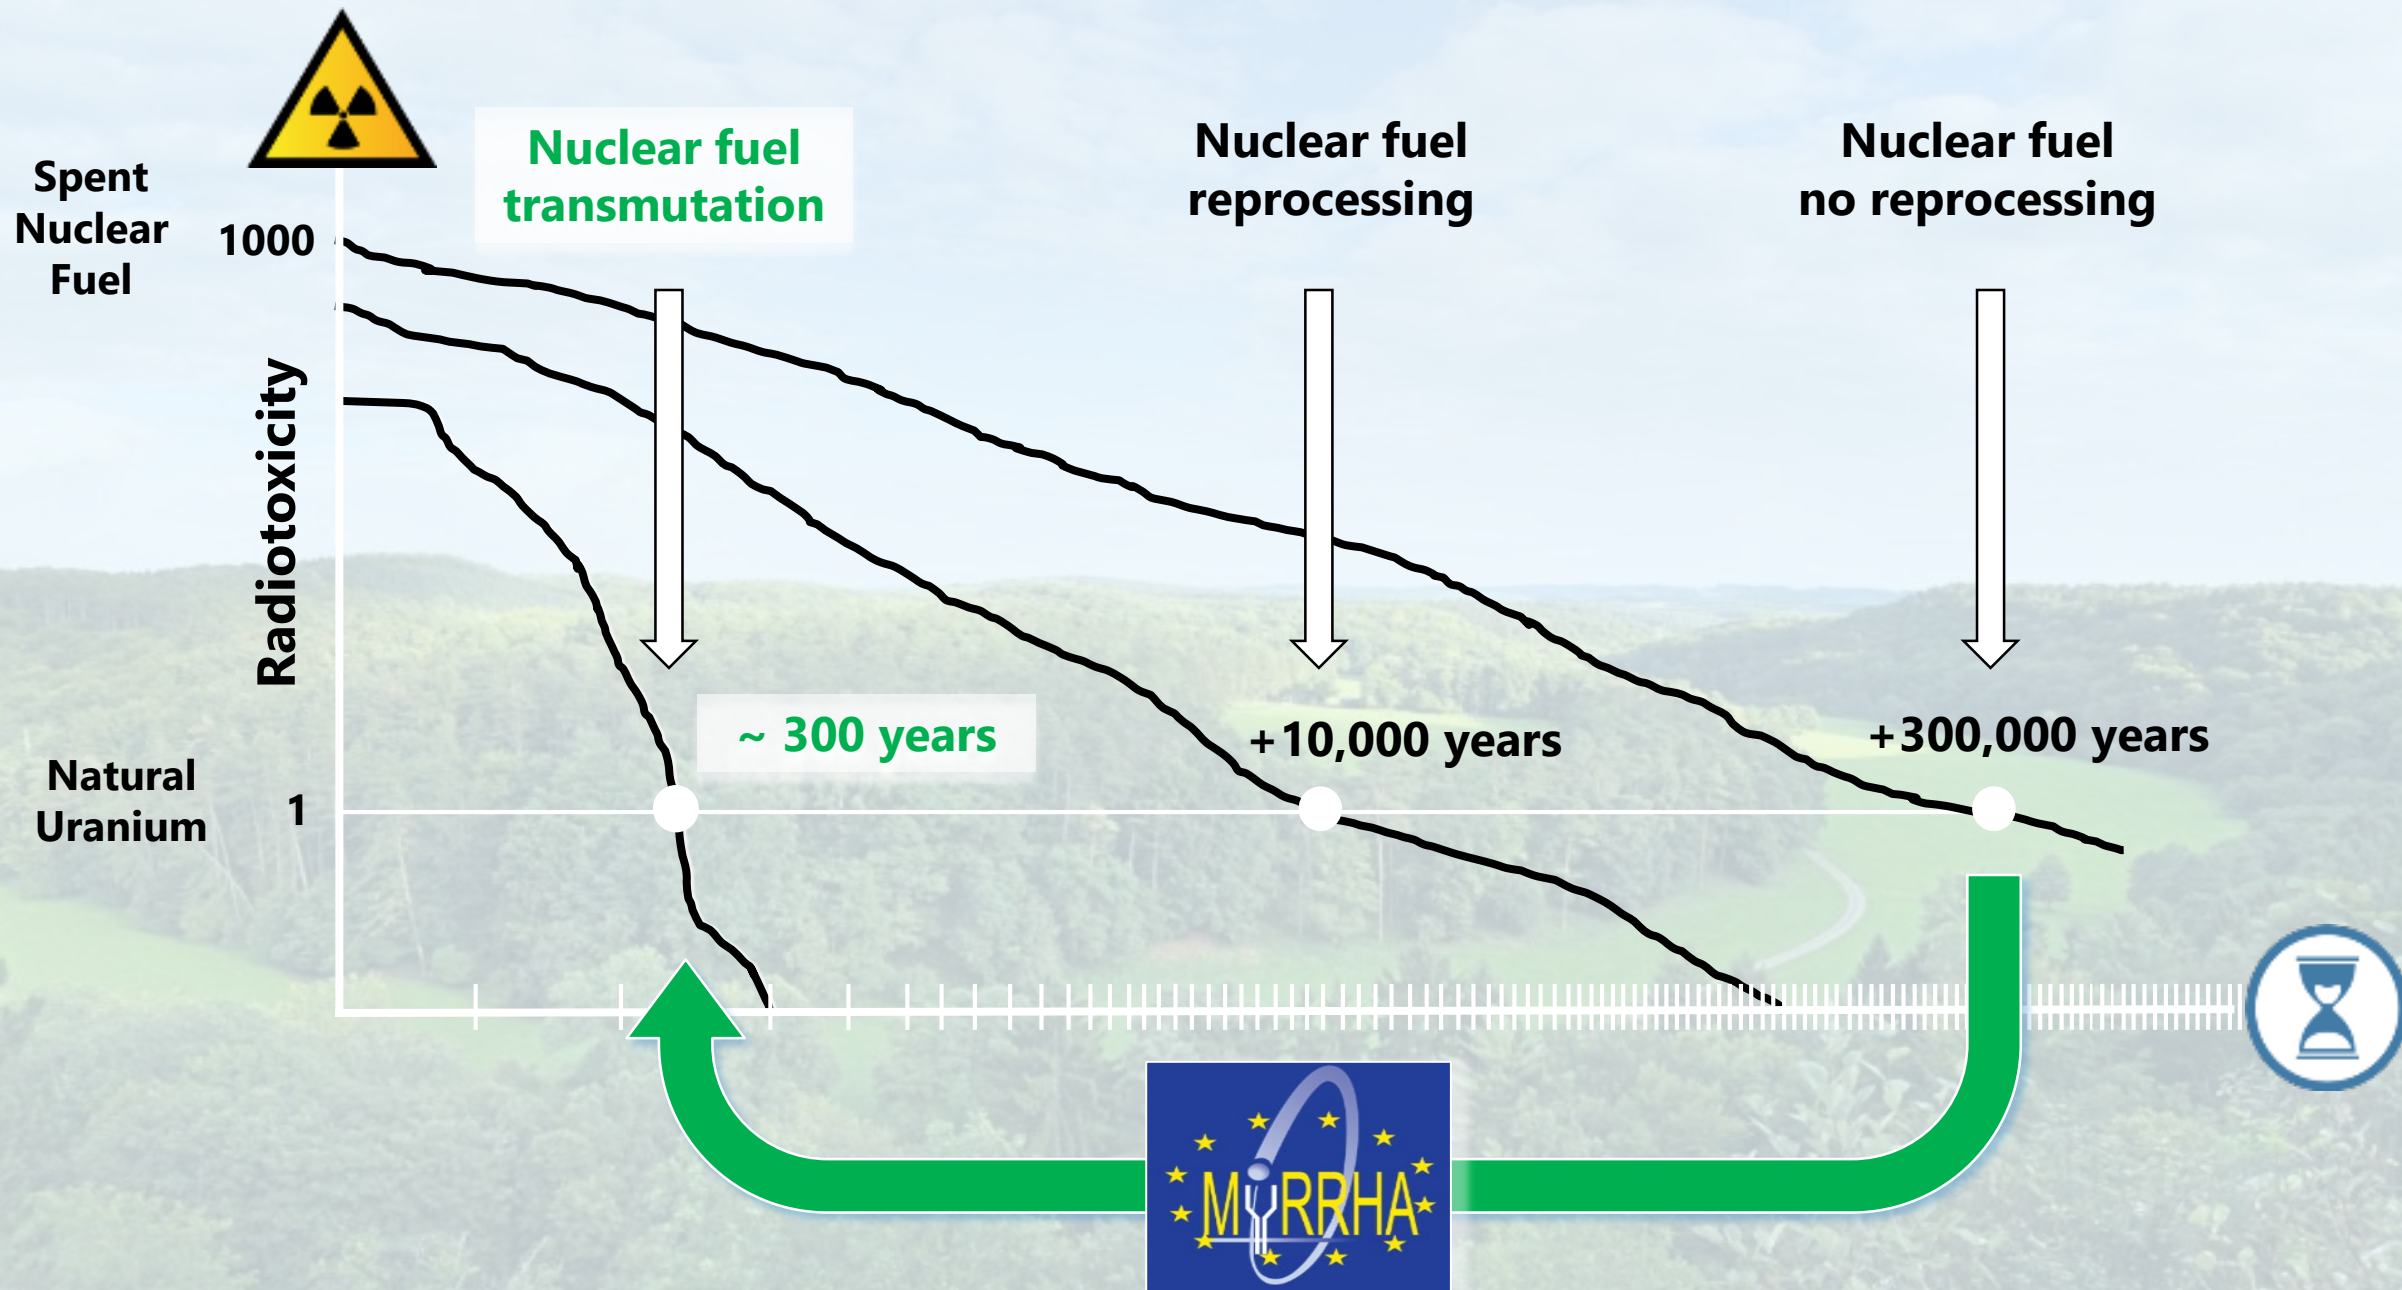 Spent
Nuclear
Fuel
1000
Nuclear fuel
transmutation
Nuclear fuel
reprocessing
Nuclear fuel
no reprocessing
Radiotoxicity
~ 300 years
+10,000 years
+300,000 years
Natural
Uranium
1
MYRRHA